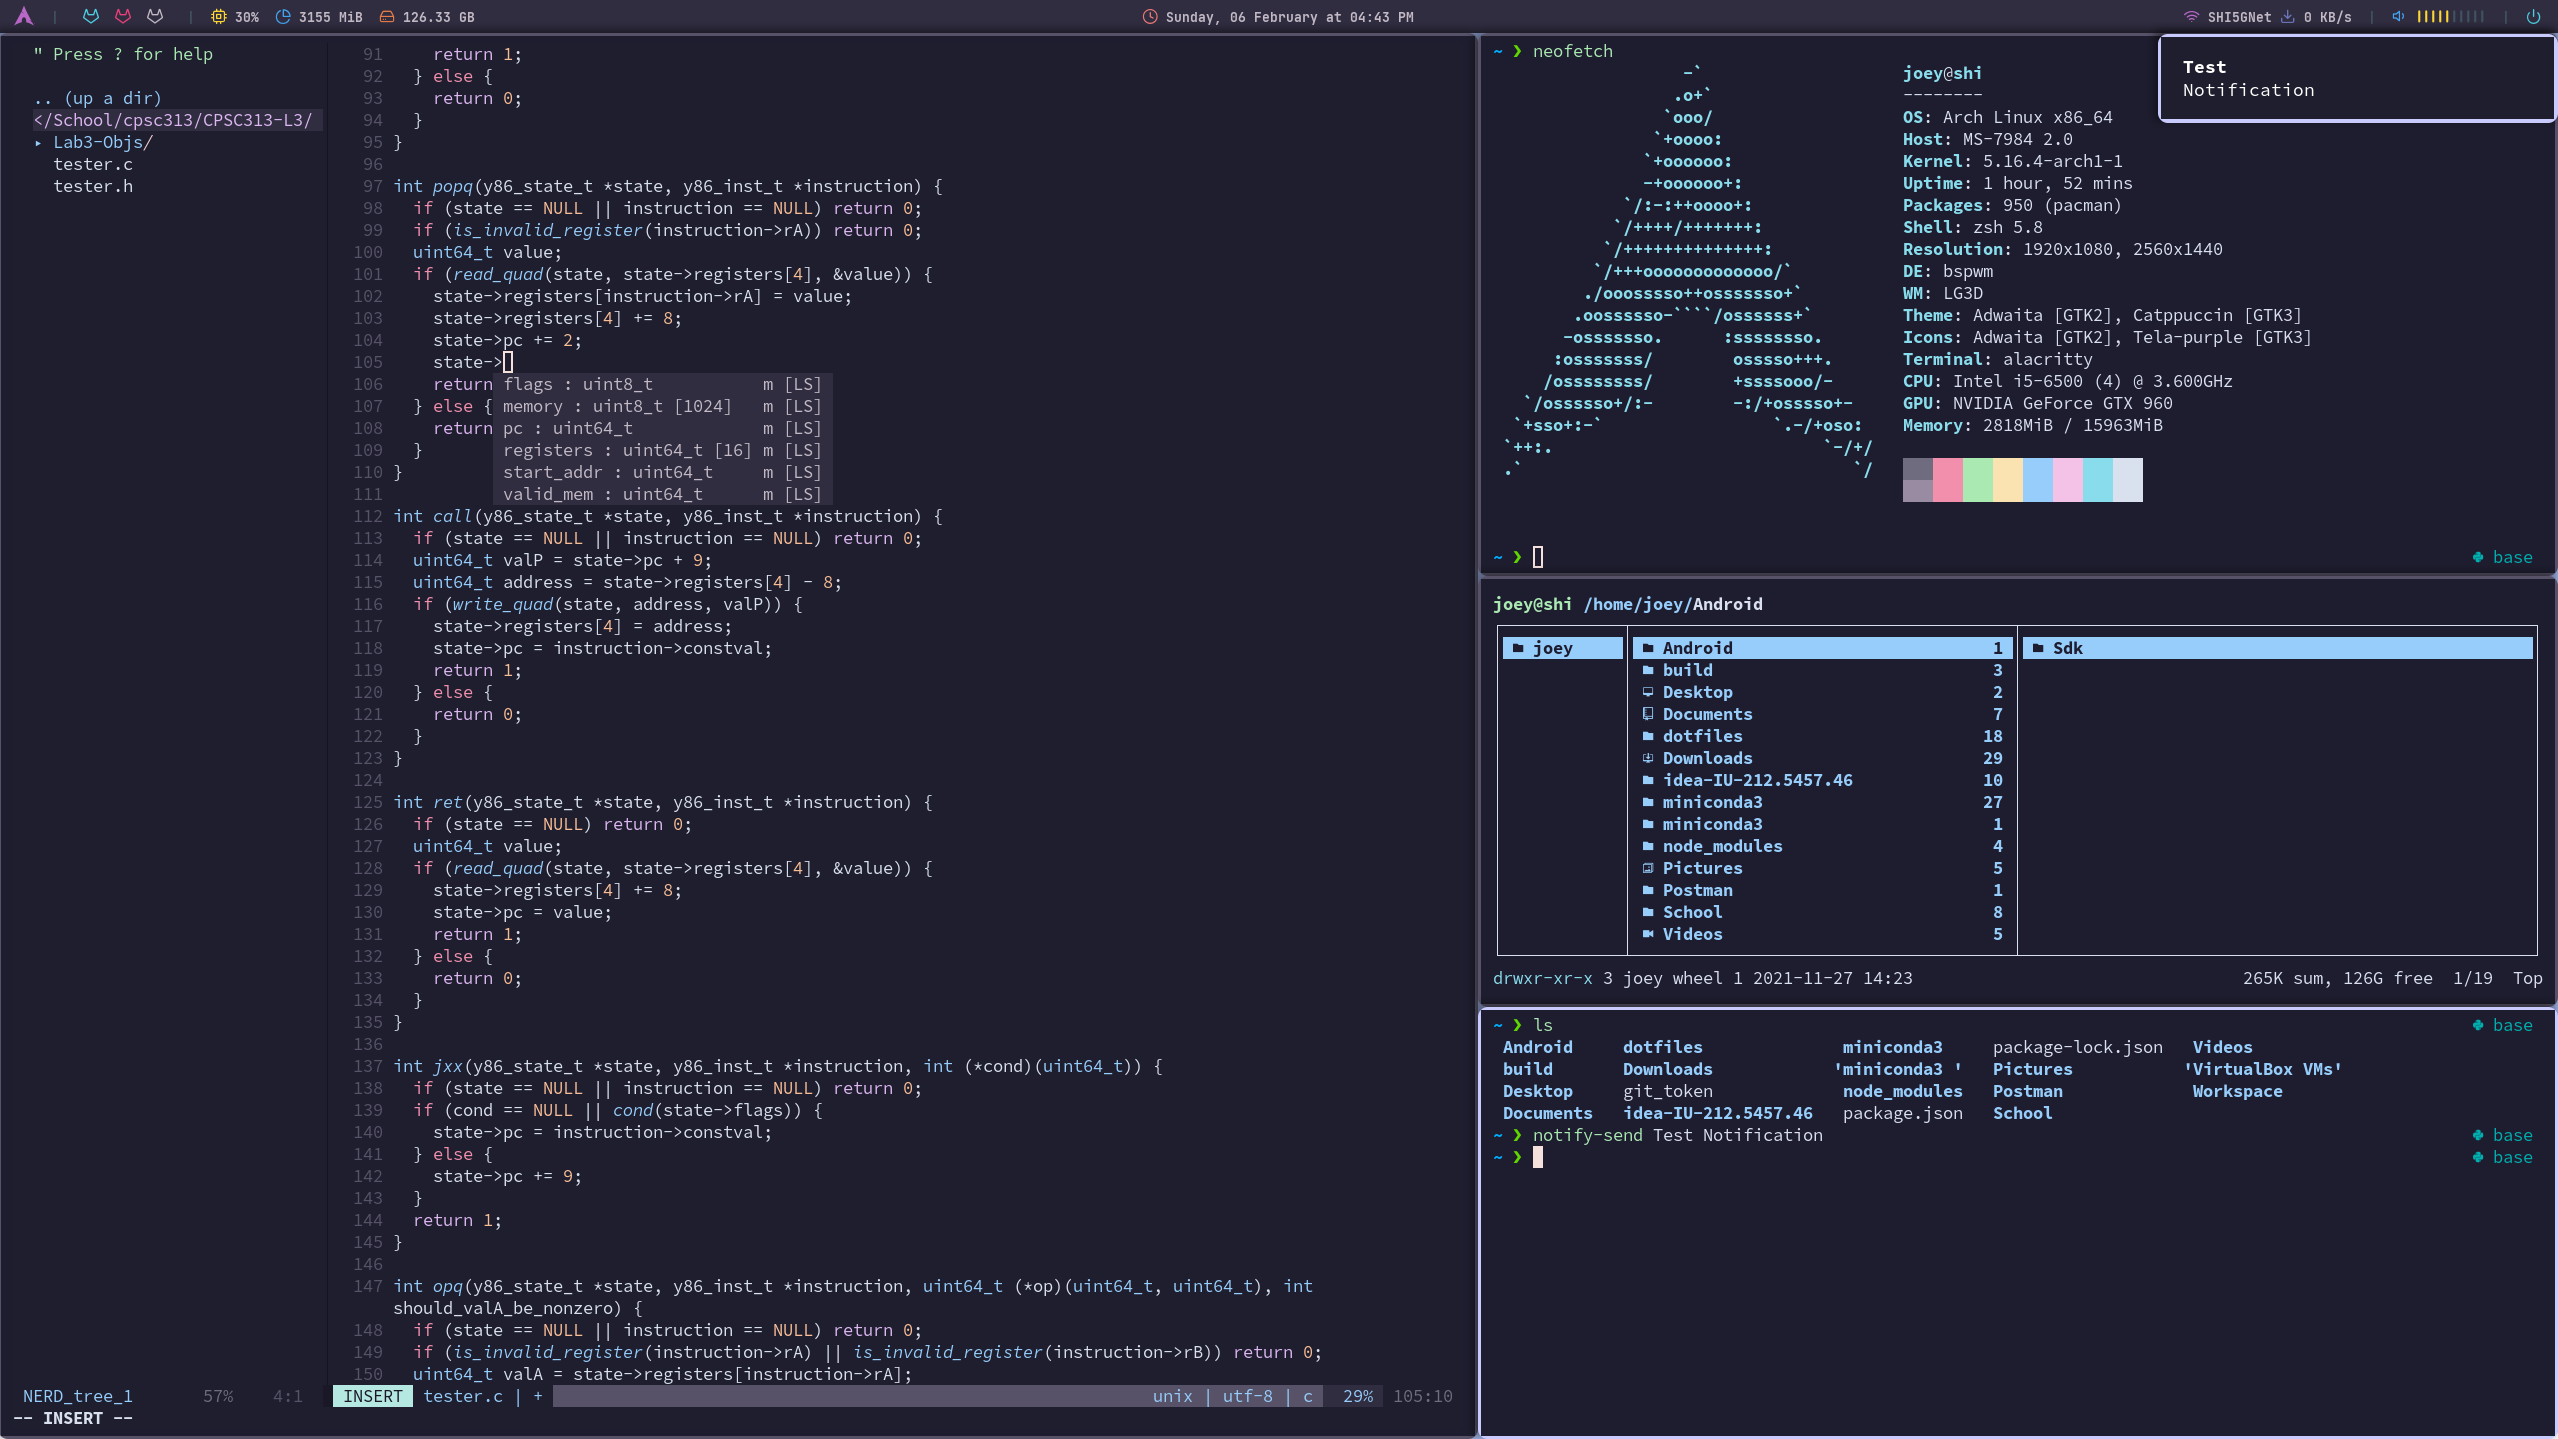 30% 3155 MiB 126.33 GB Sunday, 06 February at 04:43 PM SHI5GNet 0 KB/s
" Press ? for help
.. (up a dir)
</School/cpsc313/CPSC313-L3/
▸ Lab3-Objs/
tester.c
tester.h
91     return 1;
92   } else {
93     return 0;
94   }
95 }
96
97 int popq(y86_state_t *state, y86_inst_t *instruction) {
98   if (state == NULL || instruction == NULL) return 0;
99   if (is_invalid_register(instruction->rA)) return 0;
100   uint64_t value;
101   if (read_quad(state, state->registers[4], &value)) {
102     state->registers[instruction->rA] = value;
103     state->registers[4] += 8;
104     state->pc += 2;
105     state->
106     return flags : uint8_t m [LS]
107   } else { memory : uint8_t [1024] m [LS]
108     return pc : uint64_t m [LS]
109   } registers : uint64_t [16] m [LS]
110 } start_addr : uint64_t m [LS]
111 valid_mem : uint64_t m [LS]
112 int call(y86_state_t *state, y86_inst_t *instruction) {
113   if (state == NULL || instruction == NULL) return 0;
114   uint64_t valP = state->pc + 9;
115   uint64_t address = state->registers[4] - 8;
116   if (write_quad(state, address, valP)) {
117     state->registers[4] = address;
118     state->pc = instruction->constval;
119     return 1;
120   } else {
121     return 0;
122   }
123 }
124
125 int ret(y86_state_t *state, y86_inst_t *instruction) {
126   if (state == NULL) return 0;
127   uint64_t value;
128   if (read_quad(state, state->registers[4], &value)) {
129     state->registers[4] += 8;
130     state->pc = value;
131     return 1;
132   } else {
133     return 0;
134   }
135 }
136
137 int jxx(y86_state_t *state, y86_inst_t *instruction, int (*cond)(uint64_t)) {
138   if (state == NULL || instruction == NULL) return 0;
139   if (cond == NULL || cond(state->flags)) {
140     state->pc = instruction->constval;
141   } else {
142     state->pc += 9;
143   }
144   return 1;
145 }
146
147 int opq(y86_state_t *state, y86_inst_t *instruction, uint64_t (*op)(uint64_t, uint64_t), int
should_valA_be_nonzero) {
148   if (state == NULL || instruction == NULL) return 0;
149   if (is_invalid_register(instruction->rA) || is_invalid_register(instruction->rB)) return 0;
150   uint64_t valA = state->registers[instruction->rA];
NERD_tree_1 57% 4:1 INSERT tester.c | + unix | utf-8 | c 29% 105:10
-- INSERT --
~ ❯ neofetch
-`
.o+`
`ooo/
`+oooo:
`+oooooo:
-+oooooo+:
`/:-:++oooo+:
`/++++/+++++++:
`/++++++++++++++:
`/+++ooooooooooooo/`
./ooosssso++osssssso+`
.oossssso-````/ossssss+`
-osssssso.      :ssssssso.
:osssssss/        osssso+++.
/ossssssss/        +ssssooo/-
`/ossssso+/:-        -:/+osssso+-
`+sso+:-`                 `.-/+oso:
`++:.                           `-/+/
.`                                 `/
joey@shi
--------
OS: Arch Linux x86_64
Host: MS-7984 2.0
Kernel: 5.16.4-arch1-1
Uptime: 1 hour, 52 mins
Packages: 950 (pacman)
Shell: zsh 5.8
Resolution: 1920x1080, 2560x1440
DE: bspwm
WM: LG3D
Theme: Adwaita [GTK2], Catppuccin [GTK3]
Icons: Adwaita [GTK2], Tela-purple [GTK3]
Terminal: alacritty
CPU: Intel i5-6500 (4) @ 3.600GHz
GPU: NVIDIA GeForce GTX 960
Memory: 2818MiB / 15963MiB
~ ❯ base
Test
Notification
joey@shi /home/joey/Android
joey Android 1 Sdk
build 3
Desktop 2
Documents 7
dotfiles 18
Downloads 29
idea-IU-212.5457.46 10
miniconda3 27
miniconda3 1
node_modules 4
Pictures 5
Postman 1
School 8
Videos 5
drwxr-xr-x 3 joey wheel 1 2021-11-27 14:23 265K sum, 126G free 1/19 Top
~ ❯ ls base
Android dotfiles miniconda3 package-lock.json Videos
build Downloads 'miniconda3 ' Pictures 'VirtualBox VMs'
Desktop git_token node_modules Postman Workspace
Documents idea-IU-212.5457.46 package.json School
~ ❯ notify-send Test Notification base
~ ❯ base